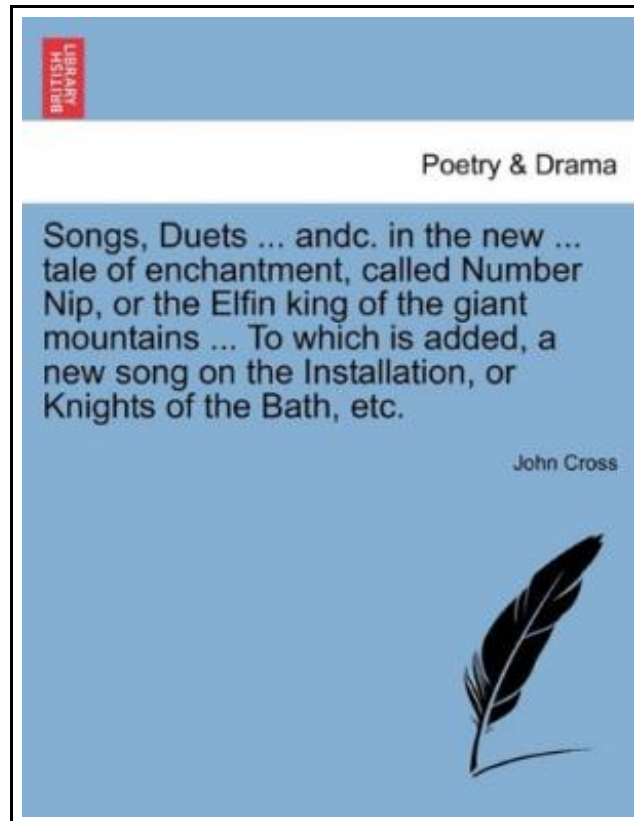 BRITISH
LIBRARY
Poetry & Drama
Songs, Duets ... andc. in the new ...
tale of enchantment, called Number
Nip, or the Elfin king of the giant
mountains ... To which is added, a
new song on the Installation, or
Knights of the Bath, etc.
John Cross